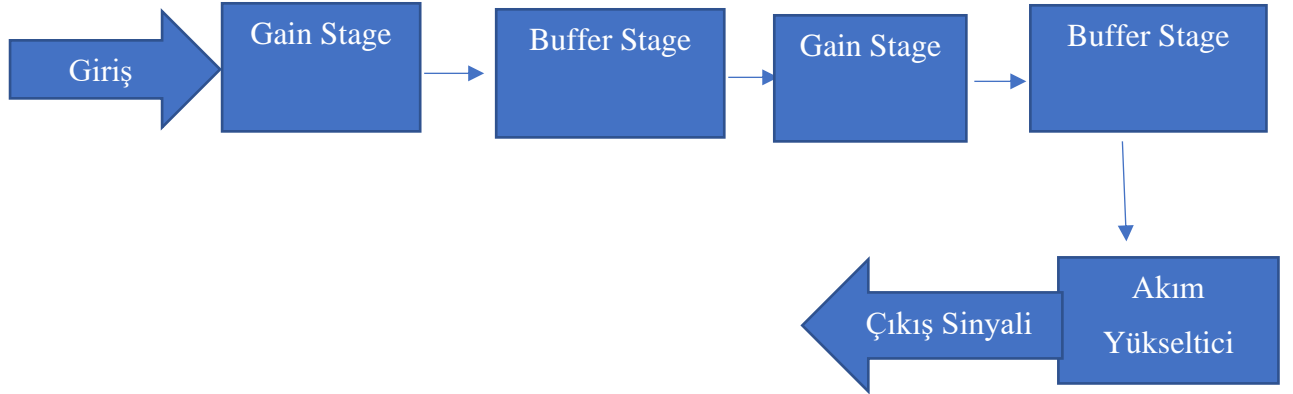 Giriş
Gain Stage
Buffer Stage
Gain Stage
Buffer Stage
Akım
Yükseltici
Çıkış Sinyali